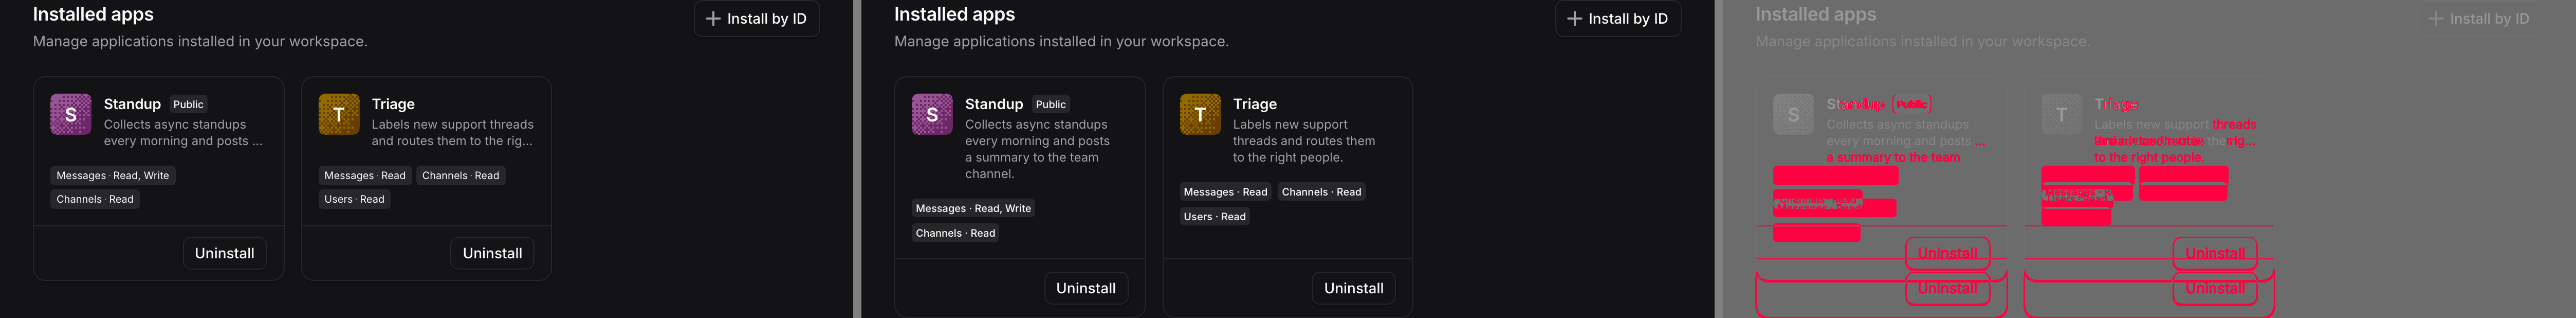 Installed apps
+ Install by ID
Manage applications installed in your workspace.
S
Standup Public
Collects async standups
every morning and posts ...
Messages · Read, Write
Channels · Read
Uninstall
T
Triage
Labels new support threads
and routes them to the rig...
Messages · Read Channels · Read
Users · Read
Uninstall
Installed apps
+ Install by ID
Manage applications installed in your workspace.
S
Standup Public
Collects async standups
every morning and posts
a summary to the team
channel.
Messages · Read, Write
Channels · Read
Uninstall
T
Triage
Labels new support
threads and routes them
to the right people.
Messages · Read Channels · Read
Users · Read
Uninstall
Installed apps
+ Install by ID
Manage applications installed in your workspace.
S
Standup Public
Collects async standups
every morning and posts ...
a summary to the team
Uninstall
Uninstall
T
Triage
Labels new support threads
the rig...
to the right people.
Uninstall
Uninstall